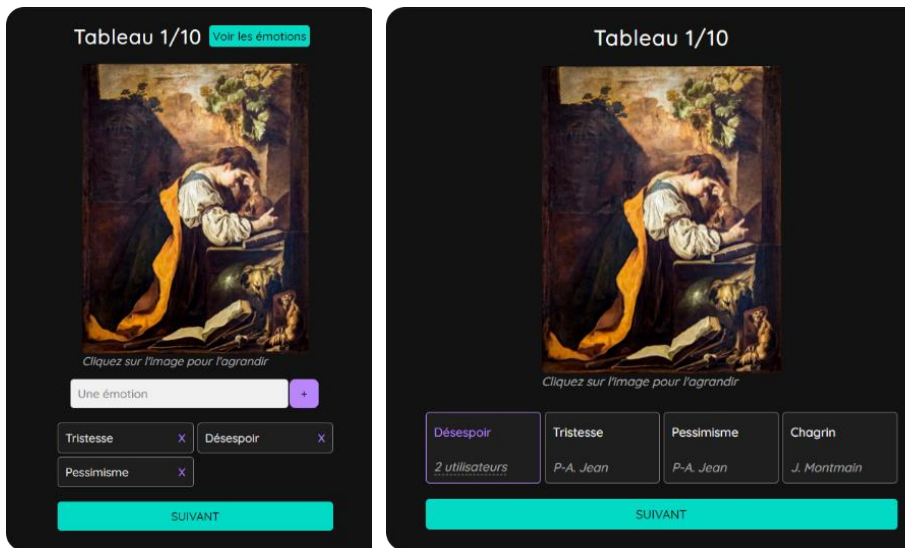 Tableau 1/10 Voir les émotions
Cliquez sur l'image pour l'agrandir
Une émotion +
Tristesse X Désespoir X
Pessimisme X
SUIVANT
Tableau 1/10
Cliquez sur l'image pour l'agrandir
Désespoir Tristesse Pessimisme Chagrin
2 utilisateurs P-A. Jean P-A. Jean J. Montmain
SUIVANT